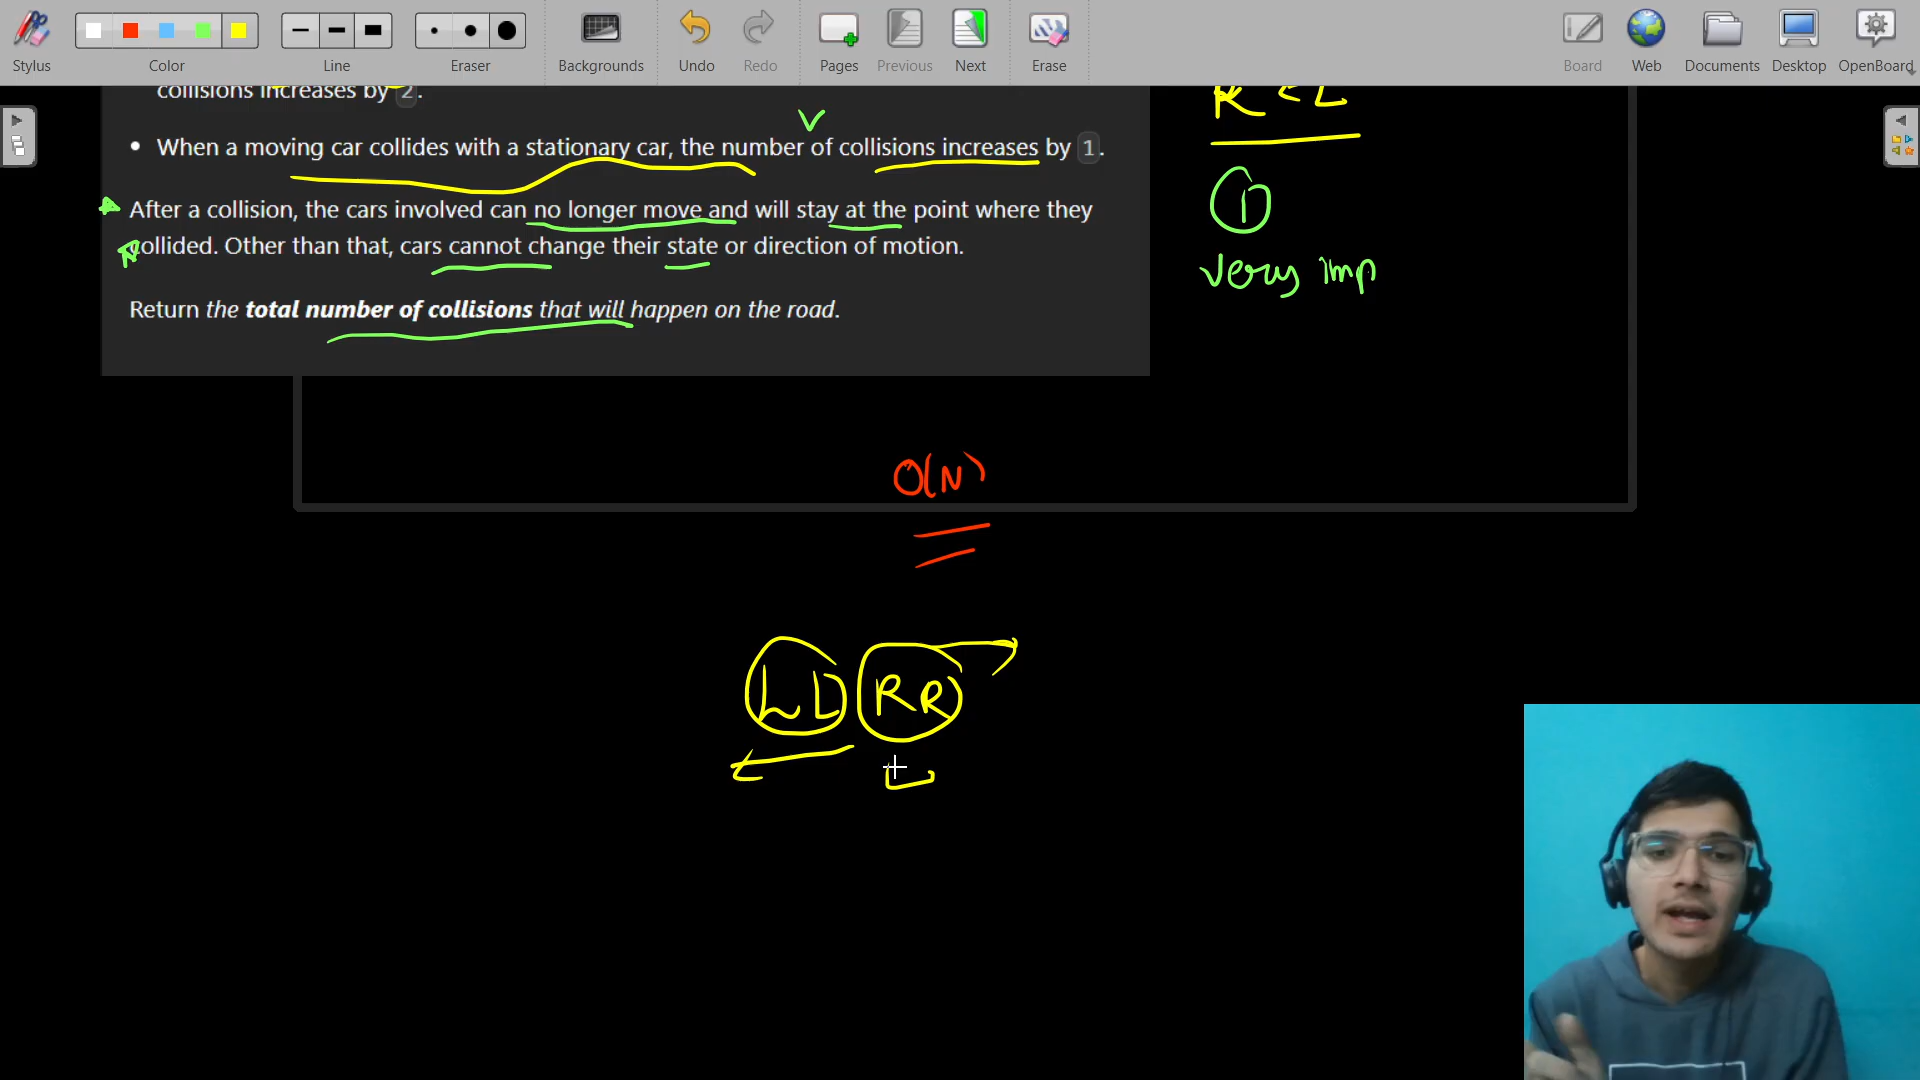 Stylus Color Line Eraser Backgrounds Undo Redo Pages Previous Next Erase Board Web Documents Desktop OpenBoard
collisions increases by 2.
R < L
• When a moving car collides with a stationary car, the number of collisions increases by 1.
After a collision, the cars involved can no longer move and will stay at the point where they
1
collided. Other than that, cars cannot change their state or direction of motion.
very imp
Return the total number of collisions that will happen on the road.
O(N)
LL RR